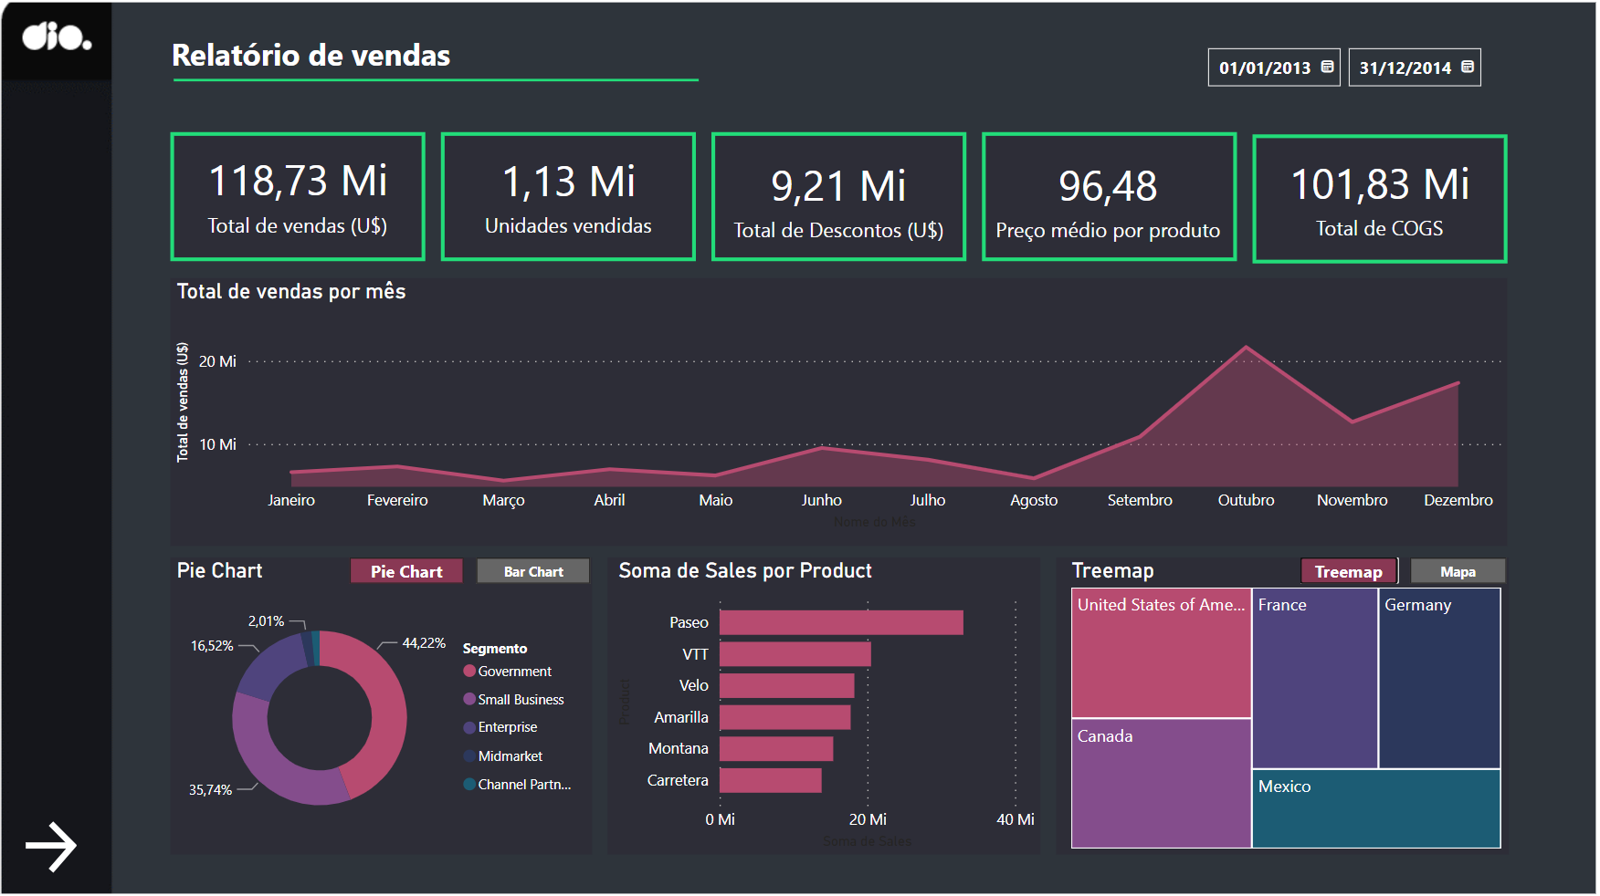 dio.
Relatório de vendas
01/01/2013
31/12/2014
118,73 Mi
Total de vendas (U$)
1,13 Mi
Unidades vendidas
9,21 Mi
Total de Descontos (U$)
96,48
Preço médio por produto
101,83 Mi
Total de COGS
Total de vendas por mês
Total de vendas (U$)
20 Mi
10 Mi
Janeiro
Fevereiro
Março
Abril
Maio
Junho
Julho
Agosto
Setembro
Outubro
Novembro
Dezembro
Nome do Mês
Pie Chart
Pie Chart
Bar Chart
2,01%
16,52%
44,22%
35,74%
Segmento
Government
Small Business
Enterprise
Midmarket
Channel Partn...
Soma de Sales por Product
Product
Paseo
VTT
Velo
Amarilla
Montana
Carretera
0 Mi
20 Mi
40 Mi
Soma de Sales
Treemap
Treemap
Mapa
United States of Ame...
France
Germany
Canada
Mexico